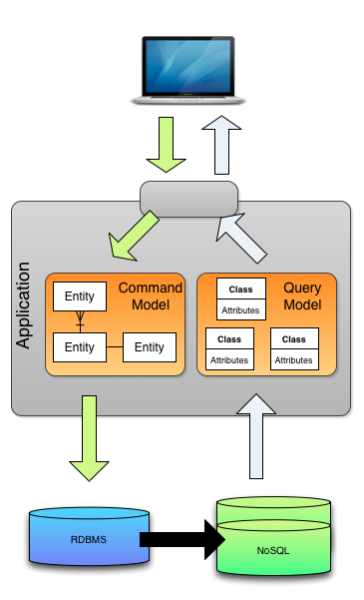 Application
Command
Model
Entity
Entity
Entity
Query
Model
Class
Attributes
Class
Attributes
Class
Attributes
RDBMS
NoSQL